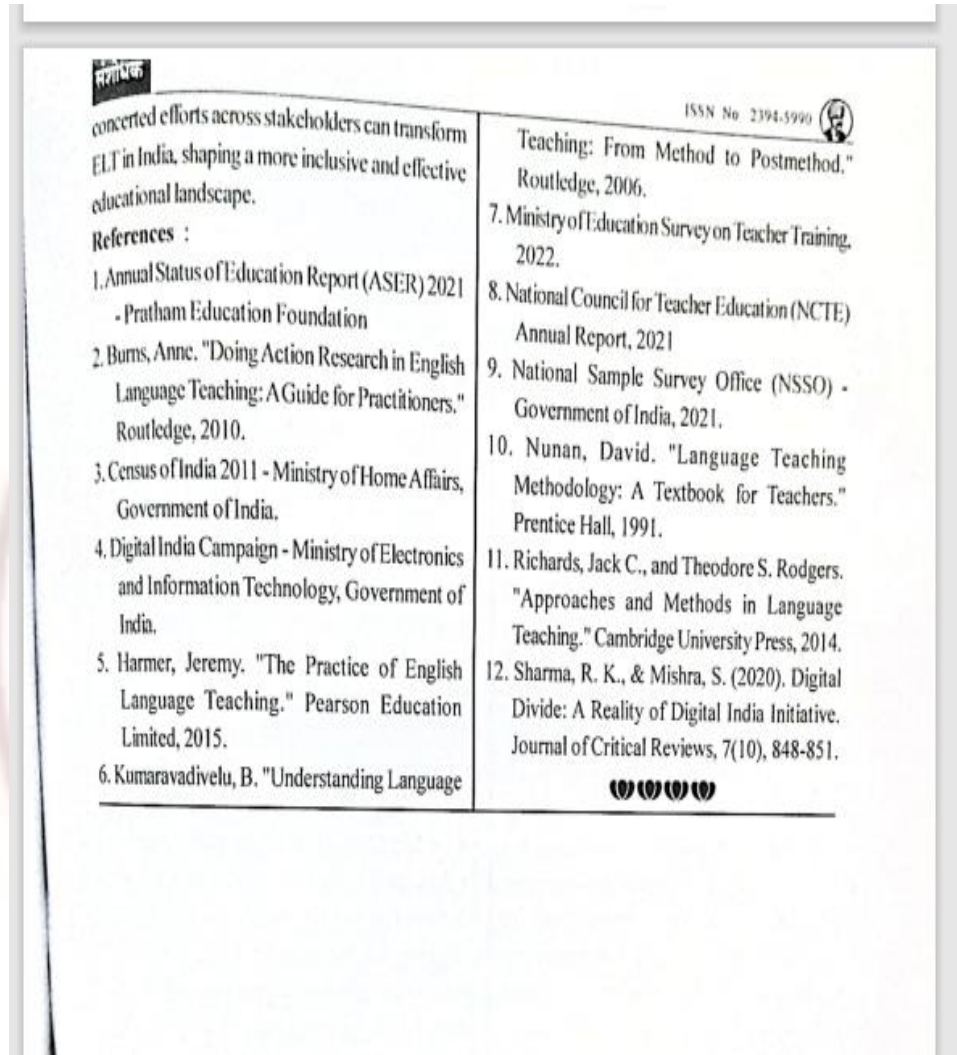 संशोधक
ISSN No 2394-5990
concerted efforts across stakeholders can transform
ELT in India, shaping a more inclusive and effective
educational landscape.
References :
1. Annual Status of Education Report (ASER) 2021
- Pratham Education Foundation
2. Burns, Anne. "Doing Action Research in English
Language Teaching: A Guide for Practitioners."
Routledge, 2010.
3. Census of India 2011 - Ministry of Home Affairs,
Government of India.
4. Digital India Campaign - Ministry of Electronics
and Information Technology, Government of
India.
5. Harmer, Jeremy. "The Practice of English
Language Teaching." Pearson Education
Limited, 2015.
6. Kumaravadivelu, B. "Understanding Language
Teaching: From Method to Postmethod."
Routledge, 2006.
7. Ministry of Education Survey on Teacher Training,
2022.
8. National Council for Teacher Education (NCTE)
Annual Report, 2021
9. National Sample Survey Office (NSSO) -
Government of India, 2021.
10. Nunan, David. "Language Teaching
Methodology: A Textbook for Teachers."
Prentice Hall, 1991.
11. Richards, Jack C., and Theodore S. Rodgers.
"Approaches and Methods in Language
Teaching." Cambridge University Press, 2014.
12. Sharma, R. K., & Mishra, S. (2020). Digital
Divide: A Reality of Digital India Initiative.
Journal of Critical Reviews, 7(10), 848-851.